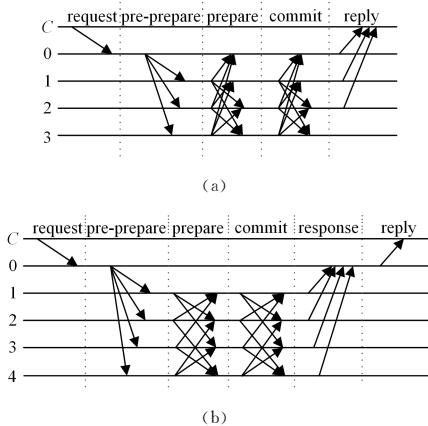 request pre-prepare prepare commit reply
C
0
1
2
3
(a)
request pre-prepare prepare commit response reply
C
0
1
2
3
4
(b)